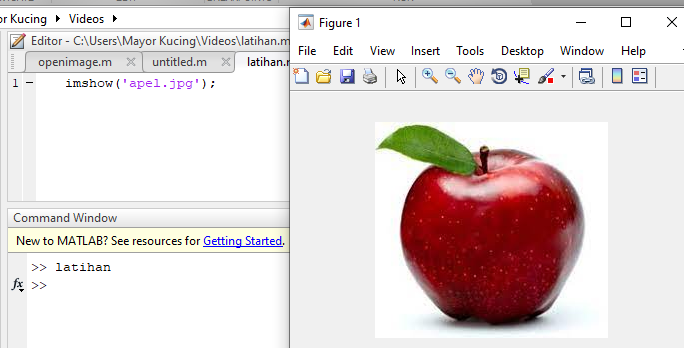 or Kucing ▸ Videos ▸
Editor - C:\Users\Mayor Kucing\Videos\latihan.m
openimage.m × untitled.m × latihan.
1 — imshow('apel.jpg');
Command Window
New to MATLAB? See resources for Getting Started.
>> latihan
fx >>
Figure 1
File Edit View Insert Tools Desktop Window Help